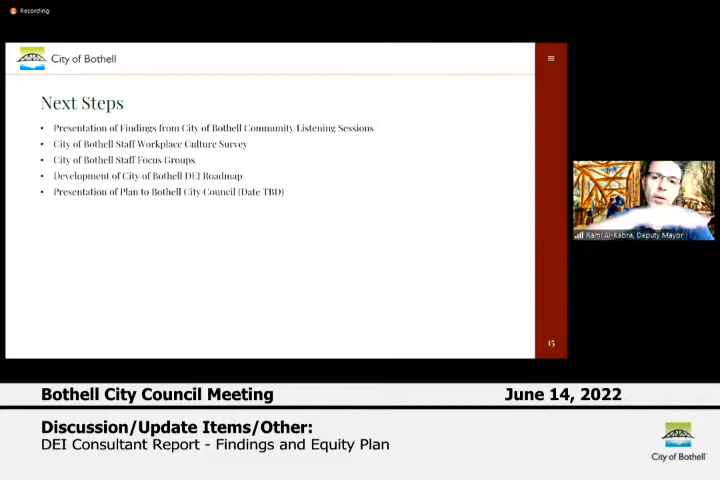 Recording
City of Bothell
Next Steps
• Presentation of Findings from City of Bothell Community Listening Sessions
• City of Bothell Staff Workplace Culture Survey
• City of Bothell Staff Focus Groups
• Development of City of Bothell DEI Roadmap
• Presentation of Plan to Bothell City Council (Date TBD)
15
Rami Al-Kabra, Deputy Mayor
Bothell City Council Meeting
June 14, 2022
Discussion/Update Items/Other:
DEI Consultant Report - Findings and Equity Plan
City of Bothell